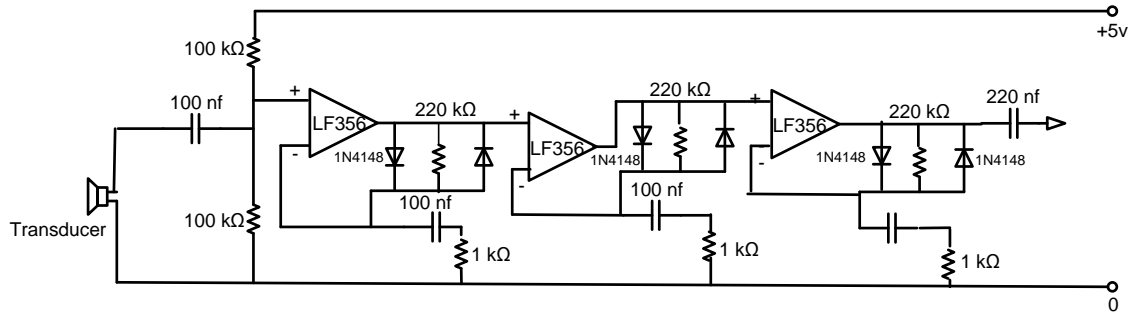 +5v
100 kΩ
100 nf
+
-
LF356
220 kΩ
1N4148
+
-
LF356
220 kΩ
1N4148
+
-
LF356
220 kΩ
1N4148
1N4148
220 nf
Transducer
100 kΩ
100 nf
1 kΩ
100 nf
1 kΩ
1 kΩ
0